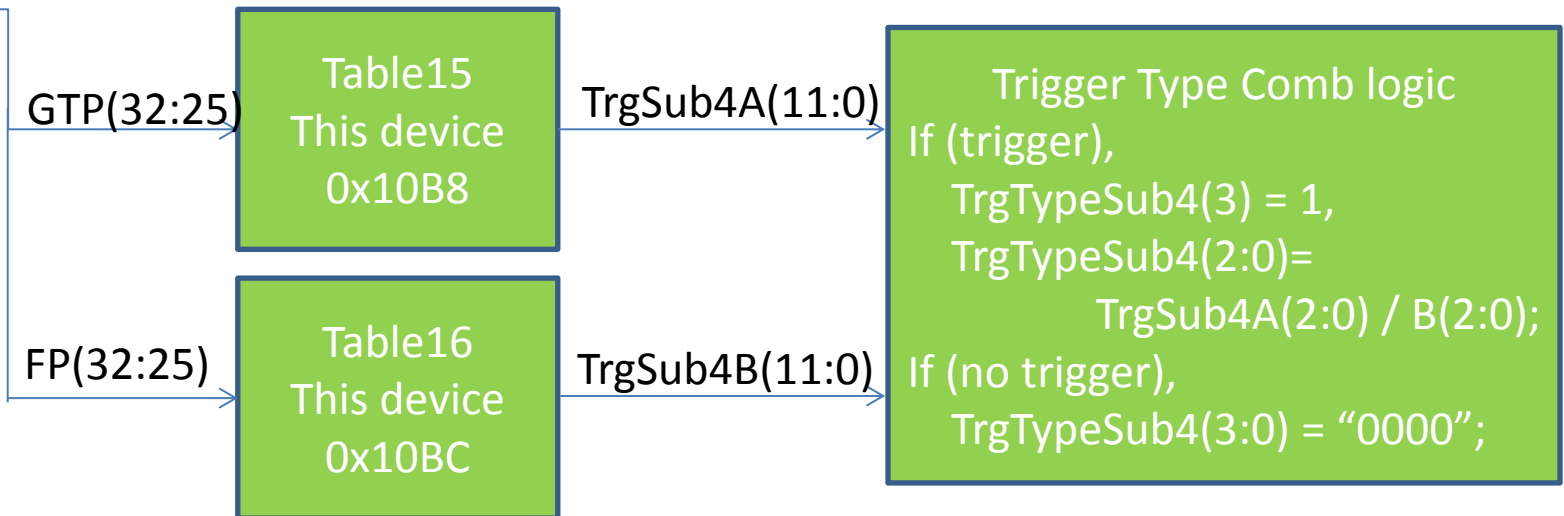 GTP(32:25)
Table15
This device
0x10B8
TrgSub4A(11:0)
FP(32:25)
Table16
This device
0x10BC
TrgSub4B(11:0)
Trigger Type Comb logic
If (trigger),
TrgTypeSub4(3) = 1,
TrgTypeSub4(2:0)=
TrgSub4A(2:0) / B(2:0);
If (no trigger),
TrgTypeSub4(3:0) = “0000”;